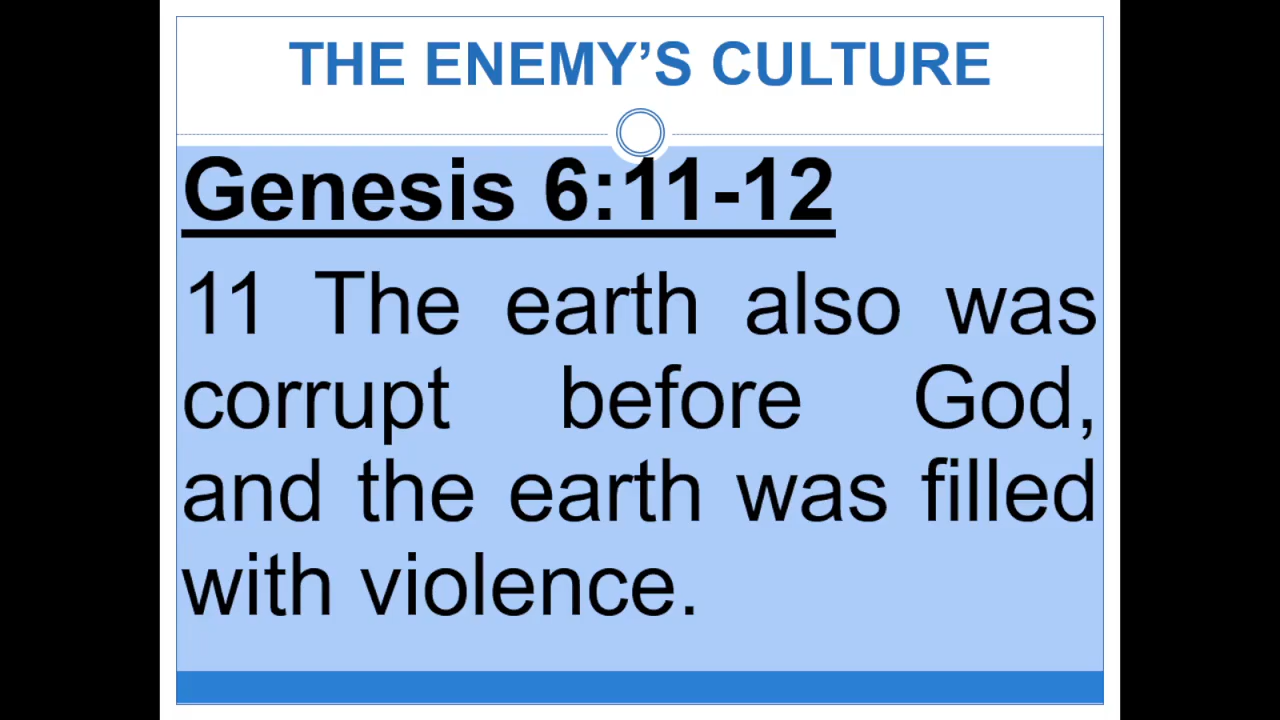 THE ENEMY’S CULTURE
Genesis 6:11-12
11 The earth also was
corrupt before God,
and the earth was filled
with violence.